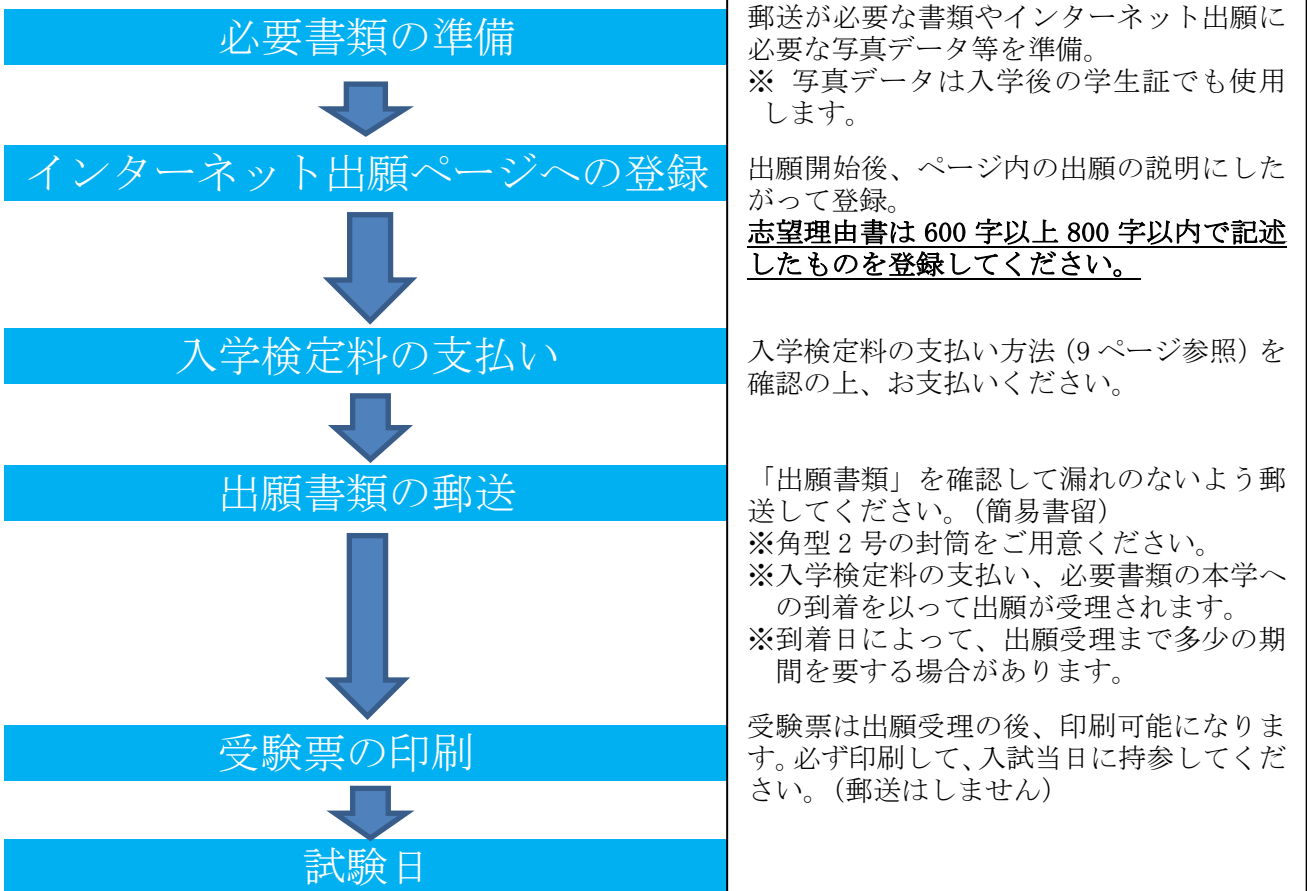 必要書類の準備
郵送が必要な書類やインターネット出願に
必要な写真データ等を準備。
※ 写真データは入学後の学生証でも使用
します。
インターネット出願ページへの登録
出願開始後、ページ内の出願の説明にした
がって登録。
志望理由書は 600 字以上 800 字以内で記述
したものを登録してください。
入学検定料の支払い
入学検定料の支払い方法（9 ページ参照）を
確認の上、お支払いください。
出願書類の郵送
「出願書類」を確認して漏れのないよう郵
送してください。（簡易書留）
※角型 2 号の封筒をご用意ください。
※入学検定料の支払い、必要書類の本学へ
の到着を以って出願が受理されます。
※到着日によって、出願受理まで多少の期
間を要する場合があります。
受験票の印刷
受験票は出願受理の後、印刷可能になりま
す。必ず印刷して、入試当日に持参してくだ
さい。（郵送はしません）
試験日